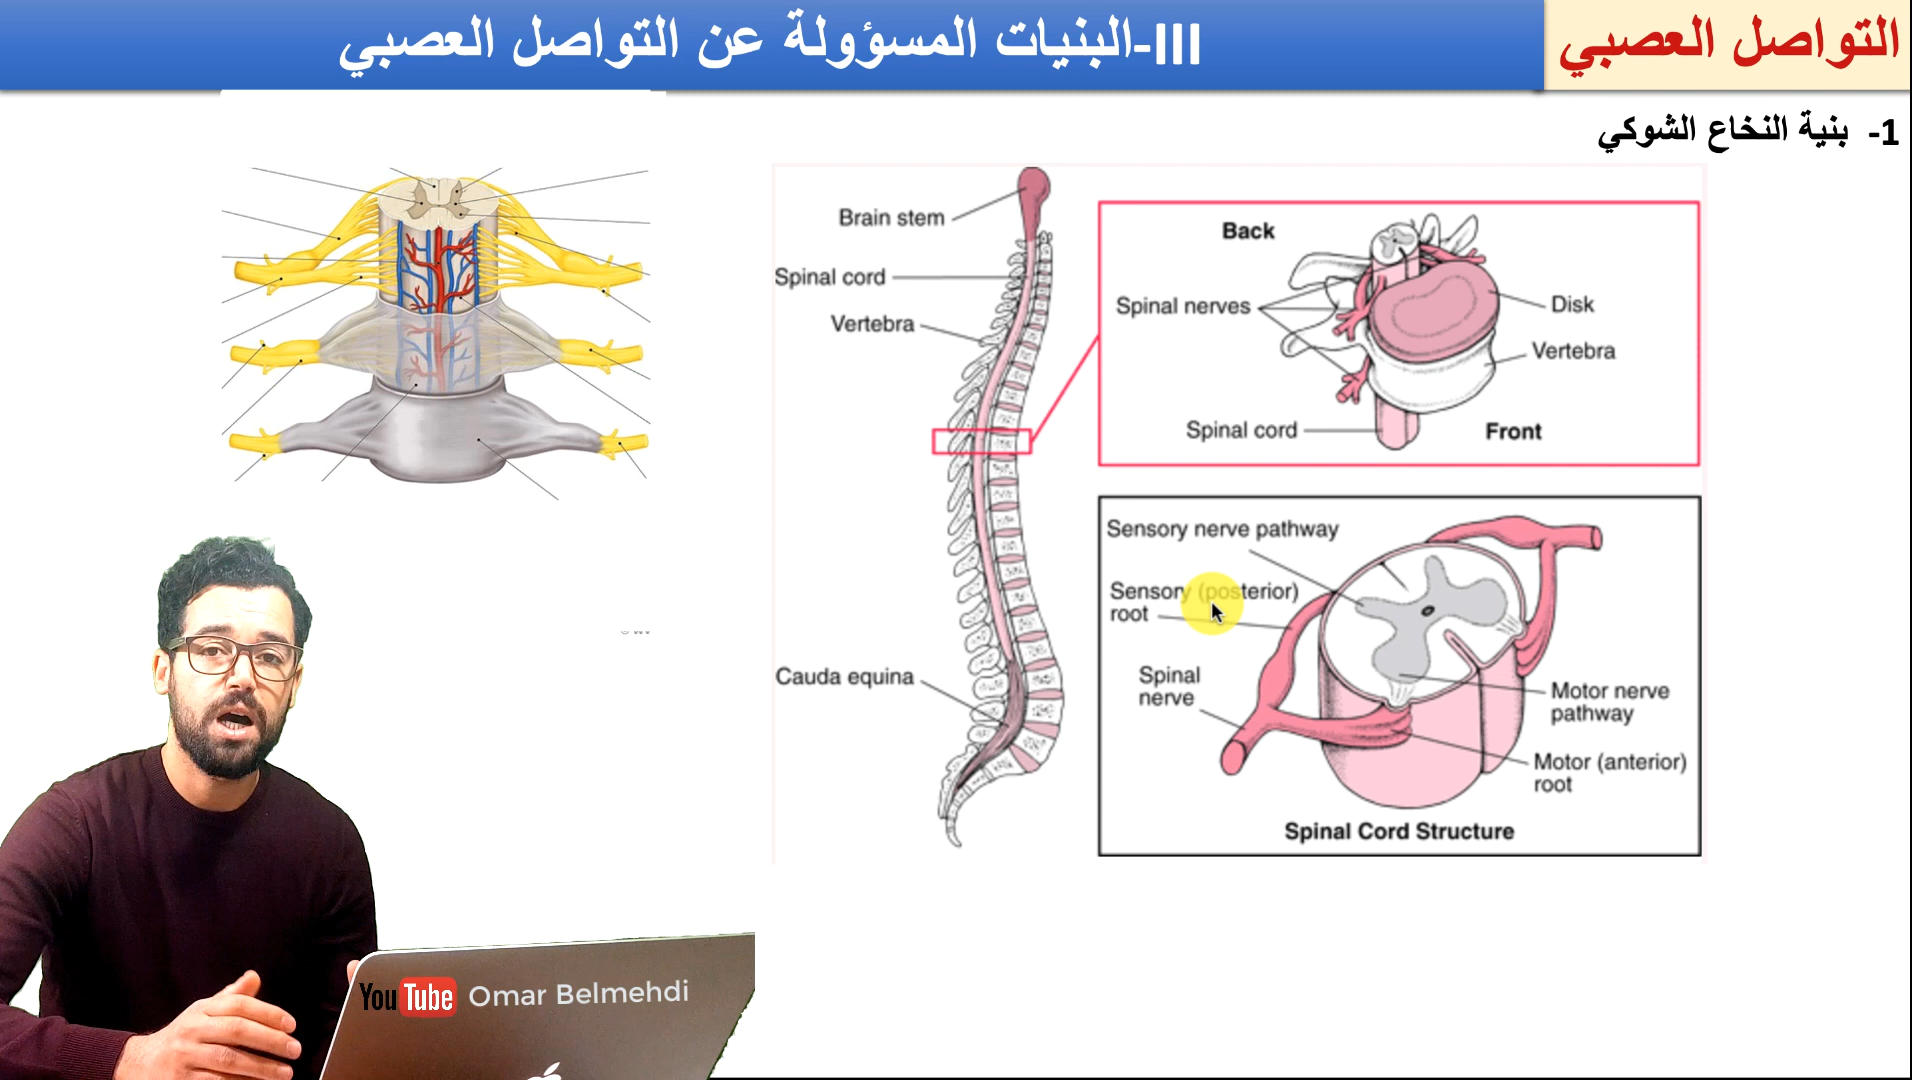 التواصل العصبي
III-البنيات المسؤولة عن التواصل العصبي
1- بنية النخاع الشوكي
Brain stem
Spinal cord
Vertebra
Cauda equina
Back
Spinal nerves
Disk
Vertebra
Spinal cord
Front
Sensory nerve pathway
Sensory (posterior)
root
Spinal
nerve
Motor nerve
pathway
Motor (anterior)
root
Spinal Cord Structure
YouTube Omar Belmehdi